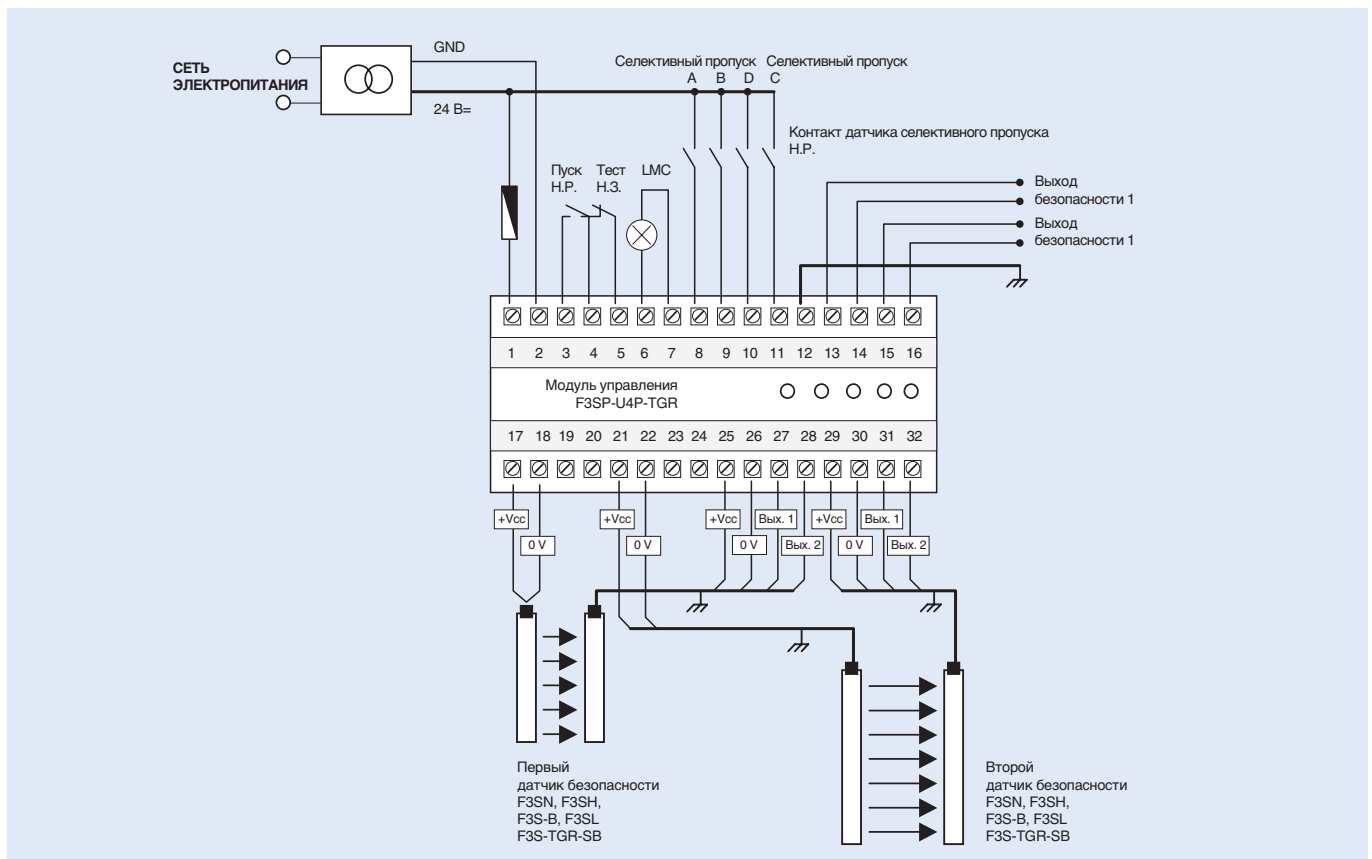 GND
СЕТЬ
ЭЛЕКТРОПИТАНИЯ
24 В=
Селективный пропуск Селективный пропуск
A B D C
Контакт датчика селективного пропуска
Н.Р.
Пуск Тест LMC
Н.Р. Н.З.
Выход
безопасности 1
Выход
безопасности 1
1 2 3 4 5 6 7 8 9 10 11 12 13 14 15 16
Модуль управления
F3SP-U4P-TGR
17 18 19 20 21 22 23 24 25 26 27 28 29 30 31 32
+Vcc +Vcc +Vcc Вых. 1 +Vcc Вых. 1
0 V 0 V 0 V Вых. 2 0 V Вых. 2
Первый
датчик безопасности
F3SN, F3SH,
F3S-B, F3SL
F3S-TGR-SB
Второй
датчик безопасности
F3SN, F3SH,
F3S-B, F3SL
F3S-TGR-SB